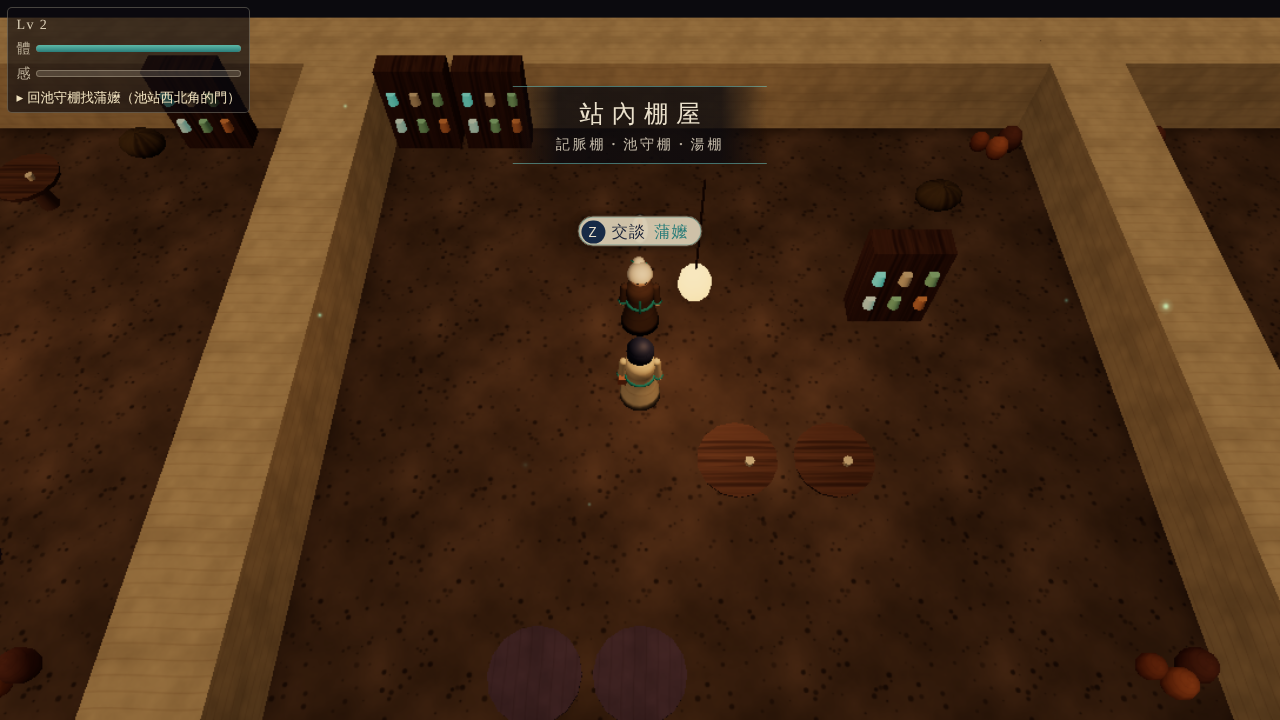 Lv 2
體
感
▸ 回池守棚找蒲嬤（池站西北角的門）
站內棚屋
記脈棚・池守棚・湯棚
Z 交談 蒲嬤